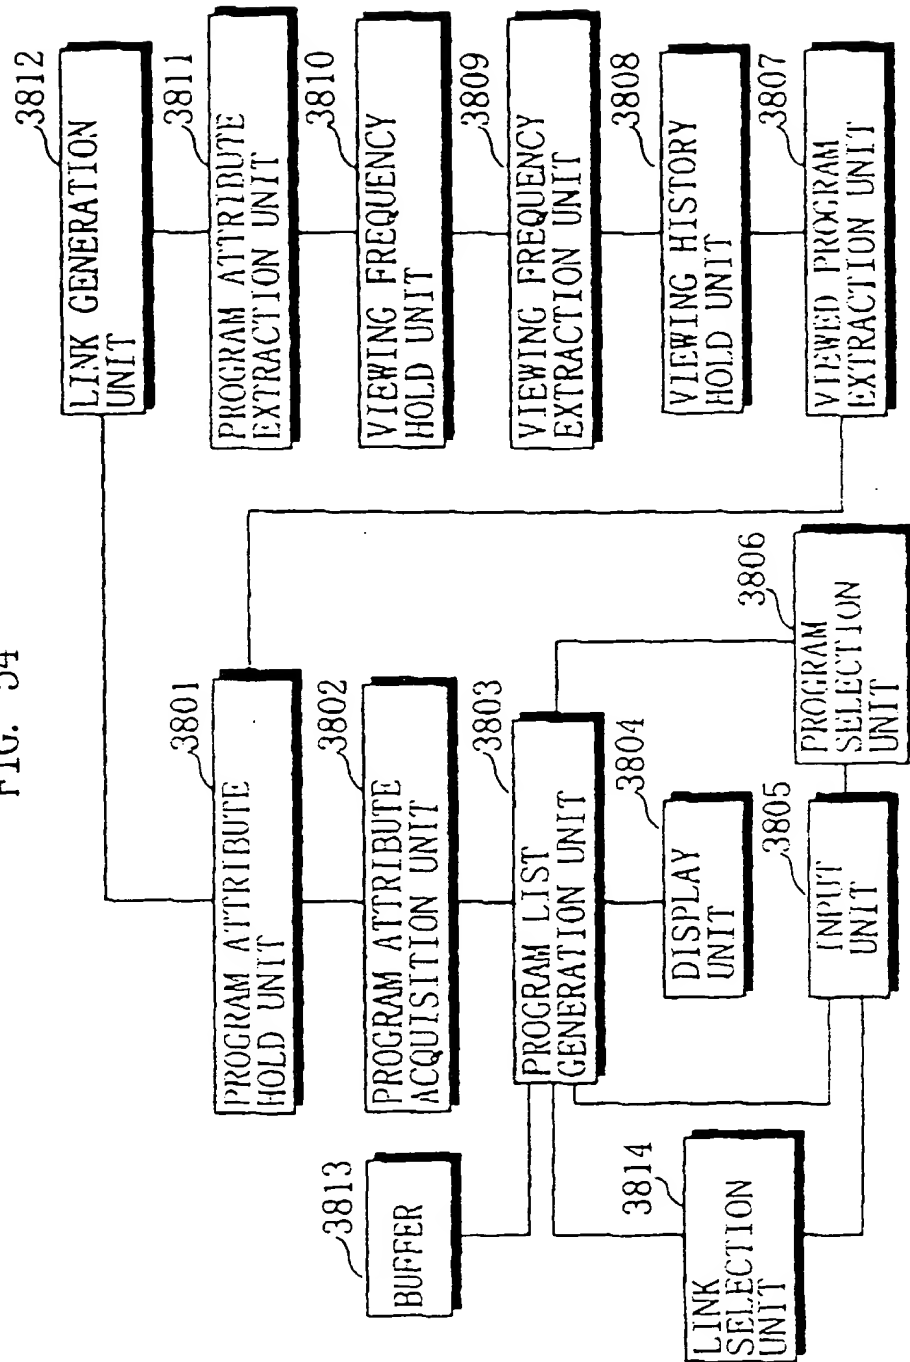 FIG. 54
3812
LINK GENERATION
UNIT
3801
PROGRAM ATTRIBUTE
HOLD UNIT
3811
PROGRAM ATTRIBUTE
EXTRACTION UNIT
3813
BUFFER
3802
PROGRAM ATTRIBUTE
ACQUISITION UNIT
3810
VIEWING FREQUENCY
HOLD UNIT
3803
PROGRAM LIST
GENERATION UNIT
3809
VIEWING FREQUENCY
EXTRACTION UNIT
3814
LINK
SELECTION
UNIT
3804
DISPLAY
UNIT
3808
VIEWING HISTORY
HOLD UNIT
3805
INPUT
UNIT
3806
PROGRAM
SELECTION
UNIT
3807
VIEWED PROGRAM
EXTRACTION UNIT